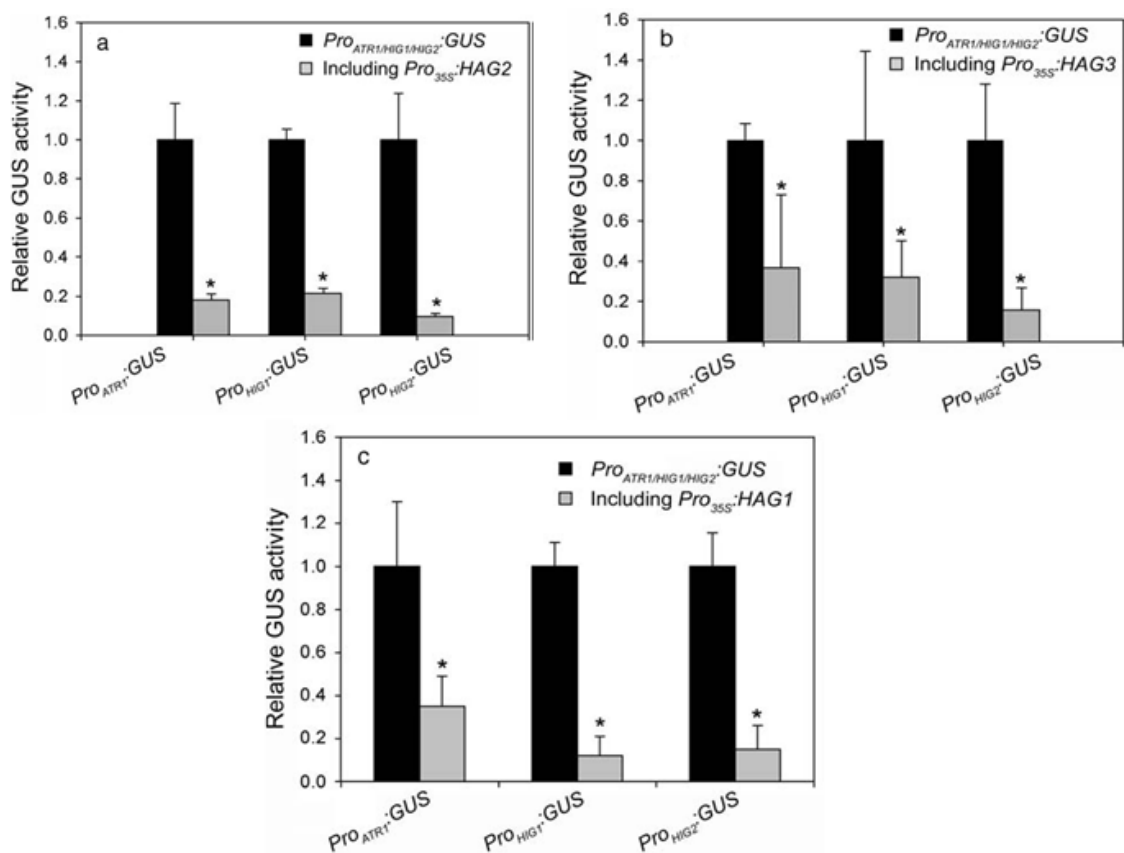 a
Pro ATR1/HIG1/HIG2:GUS
Including Pro35S:HAG2
Relative GUS activity
1.6
1.4
1.2
1.0
0.8
0.6
0.4
0.2
0.0
*
*
*
ProATR1:GUS
ProHIG1:GUS
ProHIG2:GUS
b
ProATR1/HIG1/HIG2:GUS
Including Pro35S:HAG3
Relative GUS activity
1.6
1.4
1.2
1.0
0.8
0.6
0.4
0.2
0.0
*
*
*
ProATR1:GUS
ProHIG1:GUS
ProHIG2:GUS
c
ProATR1/HIG1/HIG2:GUS
Including Pro35S:HAG1
Relative GUS activity
1.6
1.4
1.2
1.0
0.8
0.6
0.4
0.2
0.0
*
*
*
ProATR1:GUS
ProHIG1:GUS
ProHIG2:GUS